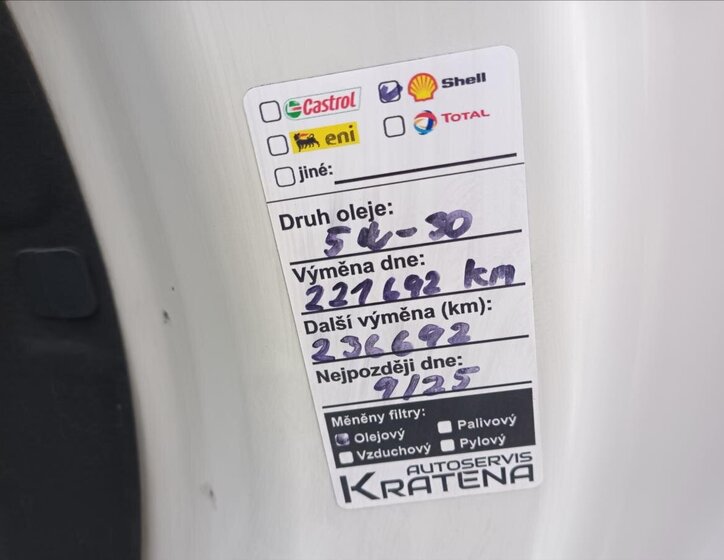 Castrol Shell
eni TOTAL
jiné:
Druh oleje:
5W-30
Výměna dne:
221692 km
Další výměna (km):
236692
Nejpozději dne:
9/25
Měněny filtry:
Olejový Palivový
Vzduchový Pylový
AUTOSERVIS
KRATĚNA